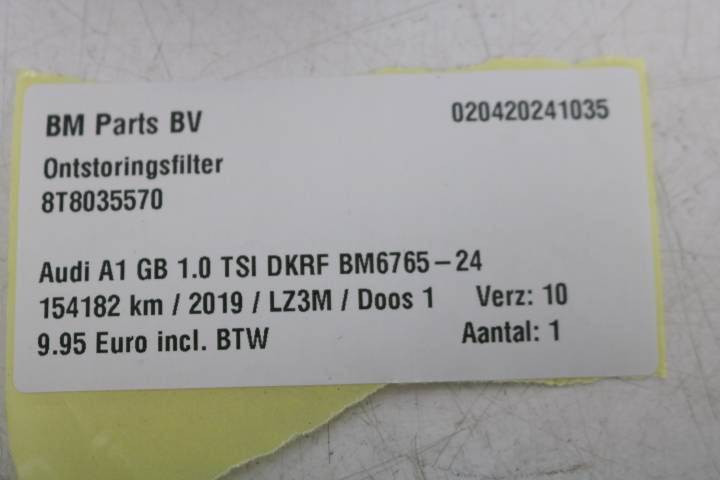 BM Parts BV 020420241035
Ontstoringsfilter
8T8035570
Audi A1 GB 1.0 TSI DKRF BM6765-24
154182 km / 2019 / LZ3M / Doos 1 Verz: 10
9.95 Euro incl. BTW Aantal: 1